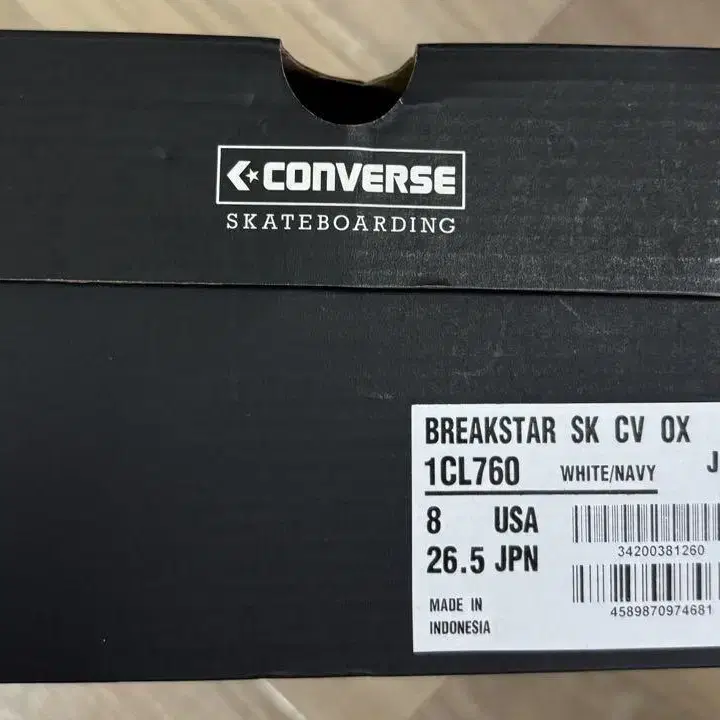 CONVERSE
SKATEBOARDING
BREAKSTAR SK CV OX
1CL760 WHITE/NAVY J
8 USA
26.5 JPN
34200381260
4589870974681
MADE IN
INDONESIA